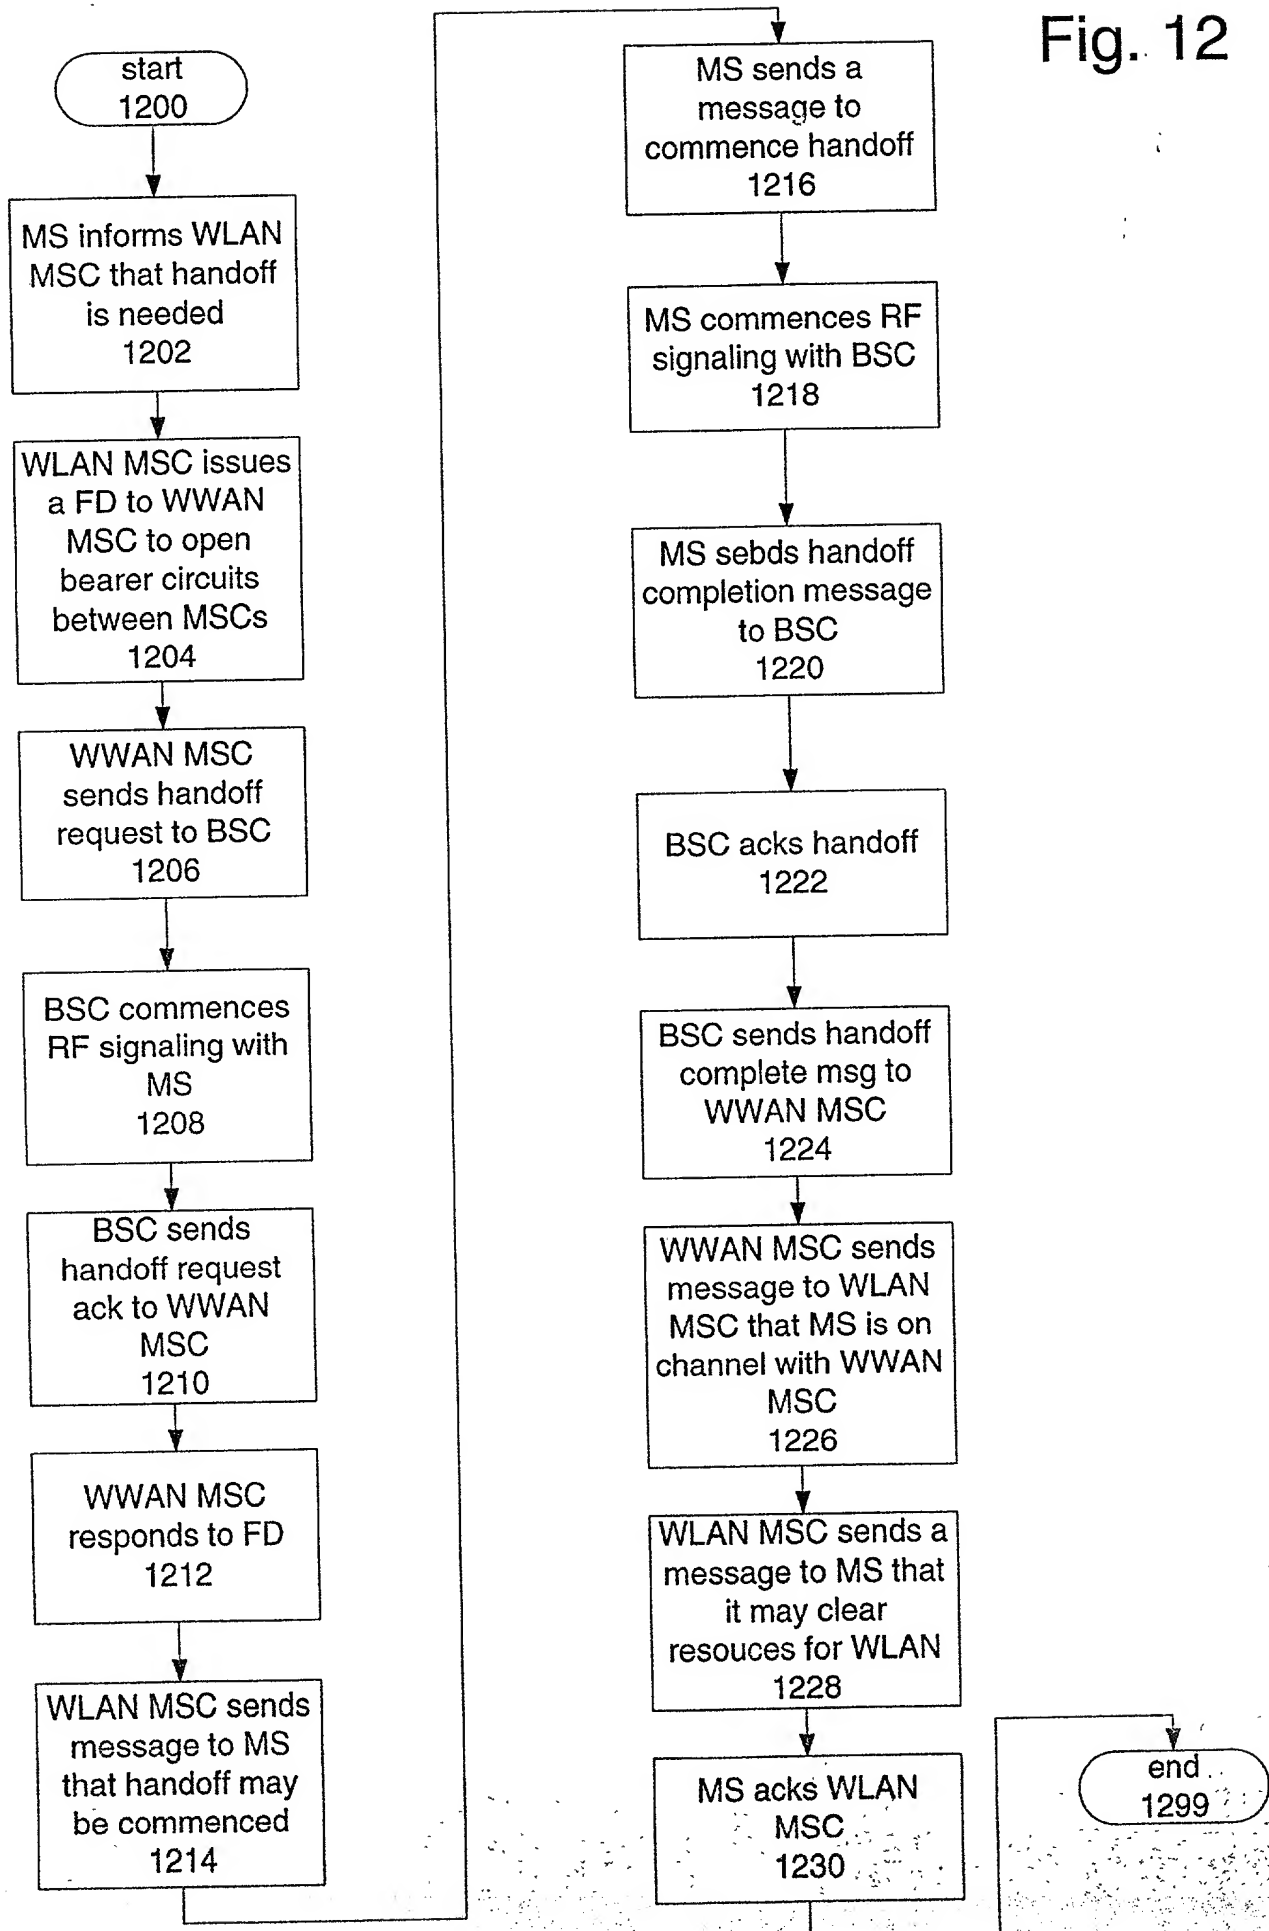 Fig. 12
start
1200
MS informs WLAN
MSC that handoff
is needed
1202
WLAN MSC issues
a FD to WWAN
MSC to open
bearer circuits
between MSCs
1204
WWAN MSC
sends handoff
request to BSC
1206
BSC commences
RF signaling with
MS
1208
BSC sends
handoff request
ack to WWAN
MSC
1210
WWAN MSC
responds to FD
1212
WLAN MSC sends
message to MS
that handoff may
be commenced
1214
MS sends a
message to
commence handoff
1216
MS commences RF
signaling with BSC
1218
MS sebds handoff
completion message
to BSC
1220
BSC acks handoff
1222
BSC sends handoff
complete msg to
WWAN MSC
1224
WWAN MSC sends
message to WLAN
MSC that MS is on
channel with WWAN
MSC
1226
WLAN MSC sends a
message to MS that
it may clear
resouces for WLAN
1228
MS acks WLAN
MSC
1230
end
1299